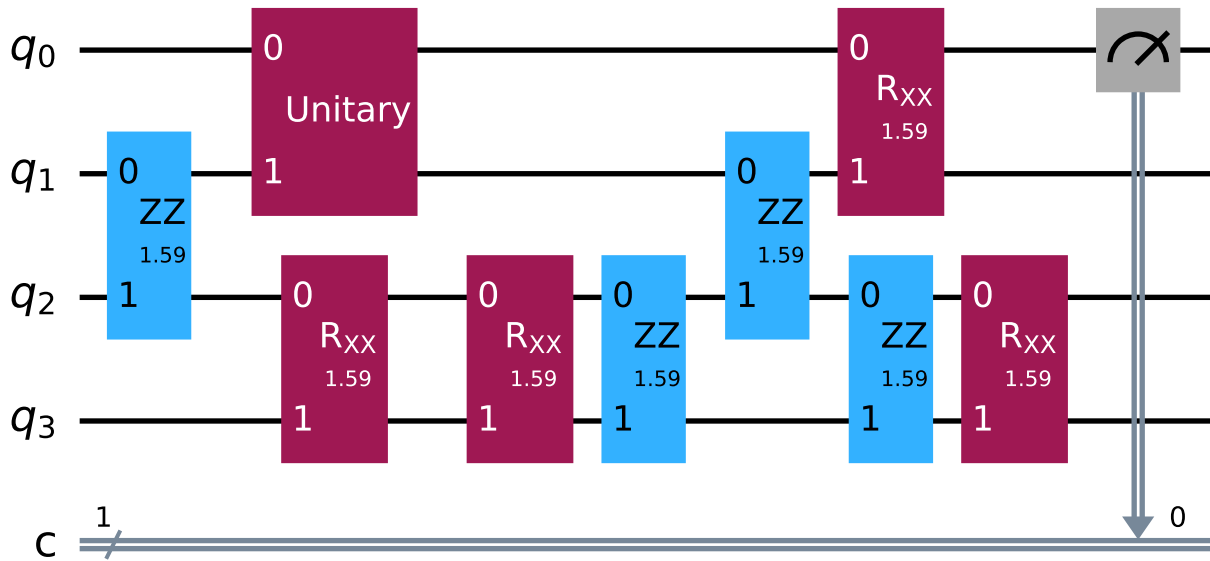 q0 0 0
Unitary RXX
1.59
q1 0 1 0 1
ZZ ZZ
1.59 1.59
q2 1 0 0 0 1 0 0
RXX RXX ZZ ZZ RXX
1.59 1.59 1.59 1.59 1.59
q3 1 1 1 1 1
1 0
c